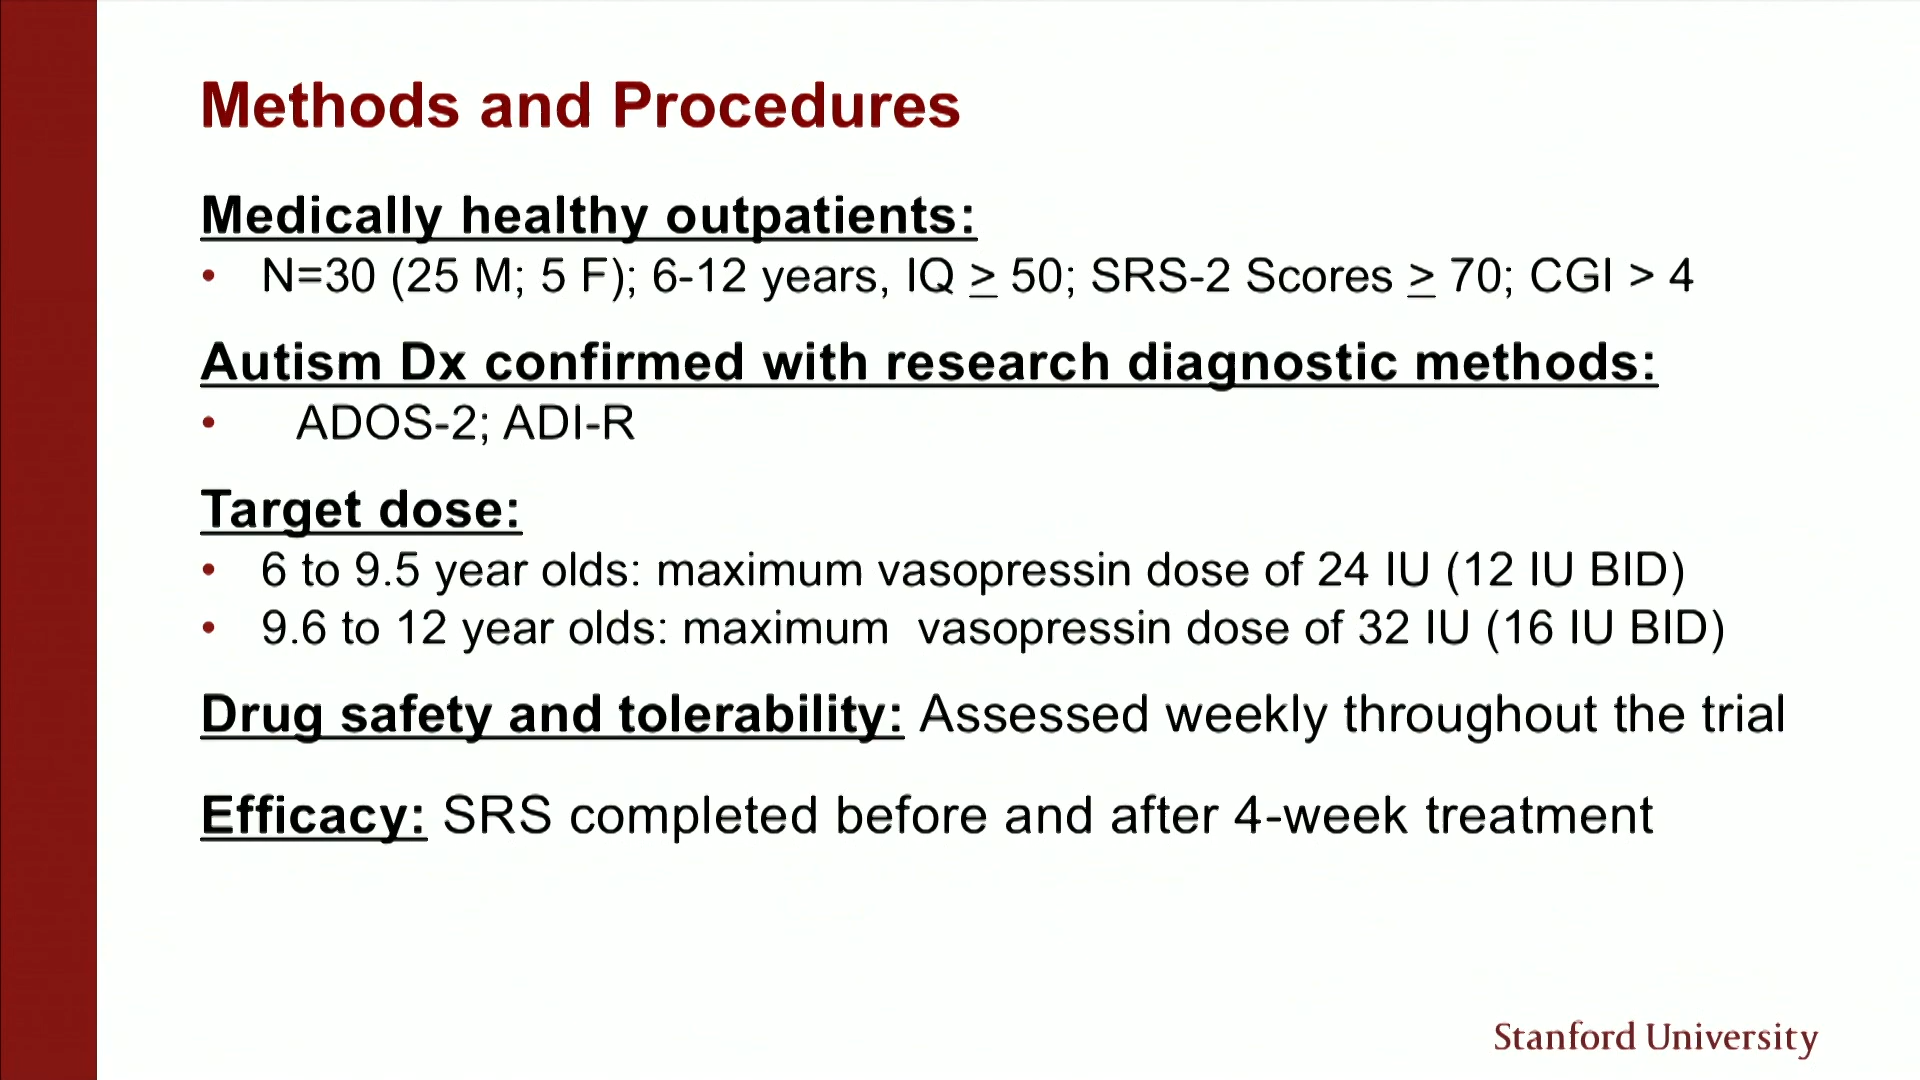 Methods and Procedures
Medically healthy outpatients:
• N=30 (25 M; 5 F); 6-12 years, IQ ≥ 50; SRS-2 Scores ≥ 70; CGI > 4
Autism Dx confirmed with research diagnostic methods:
• ADOS-2; ADI-R
Target dose:
• 6 to 9.5 year olds: maximum vasopressin dose of 24 IU (12 IU BID)
• 9.6 to 12 year olds: maximum vasopressin dose of 32 IU (16 IU BID)
Drug safety and tolerability: Assessed weekly throughout the trial
Efficacy: SRS completed before and after 4-week treatment
Stanford University